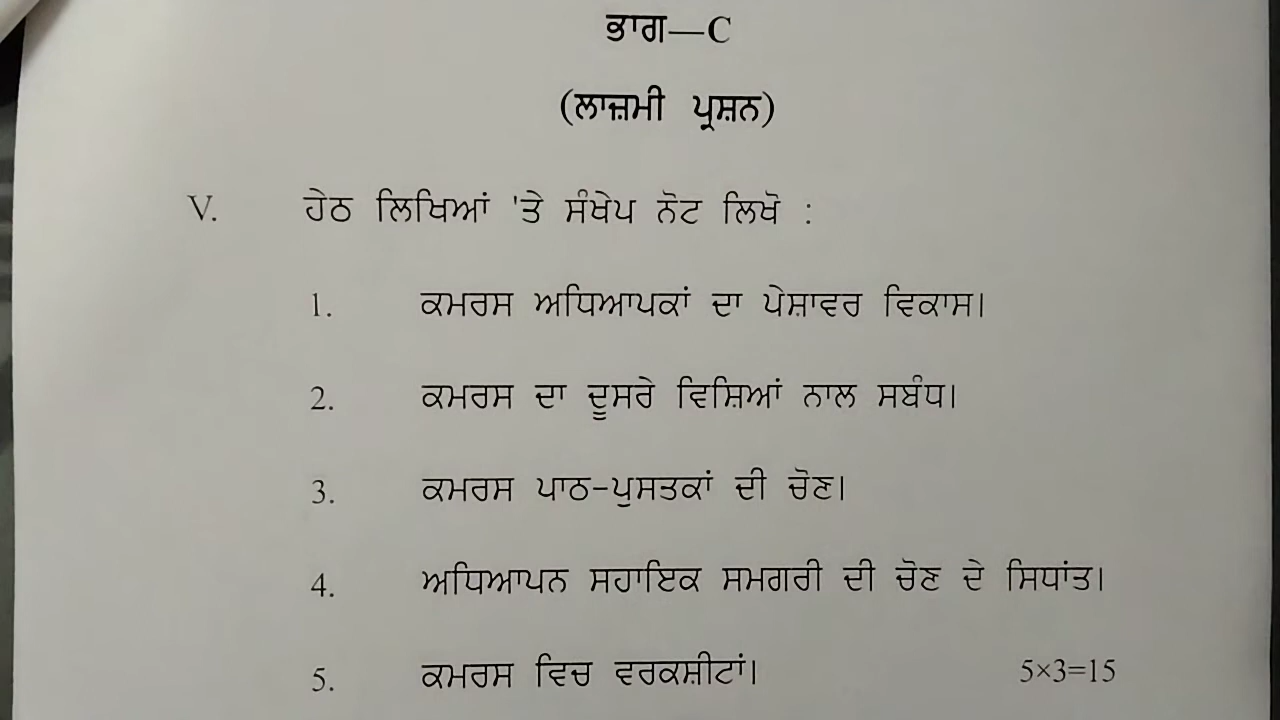 ਭਾਗ—C
(ਲਾਜ਼ਮੀ ਪ੍ਰਸ਼ਨ)
V. ਹੇਠ ਲਿਖਿਆਂ 'ਤੇ ਸੰਖੇਪ ਨੋਟ ਲਿਖੋ :
1. ਕਮਰਸ ਅਧਿਆਪਕਾਂ ਦਾ ਪੇਸ਼ਾਵਰ ਵਿਕਾਸ।
2. ਕਮਰਸ ਦਾ ਦੂਸਰੇ ਵਿਸ਼ਿਆਂ ਨਾਲ ਸਬੰਧ।
3. ਕਮਰਸ ਪਾਠ-ਪੁਸਤਕਾਂ ਦੀ ਚੋਣ।
4. ਅਧਿਆਪਨ ਸਹਾਇਕ ਸਮਗਰੀ ਦੀ ਚੋਣ ਦੇ ਸਿਧਾਂਤ।
5. ਕਮਰਸ ਵਿਚ ਵਰਕਸ਼ੀਟਾਂ। 5×3=15